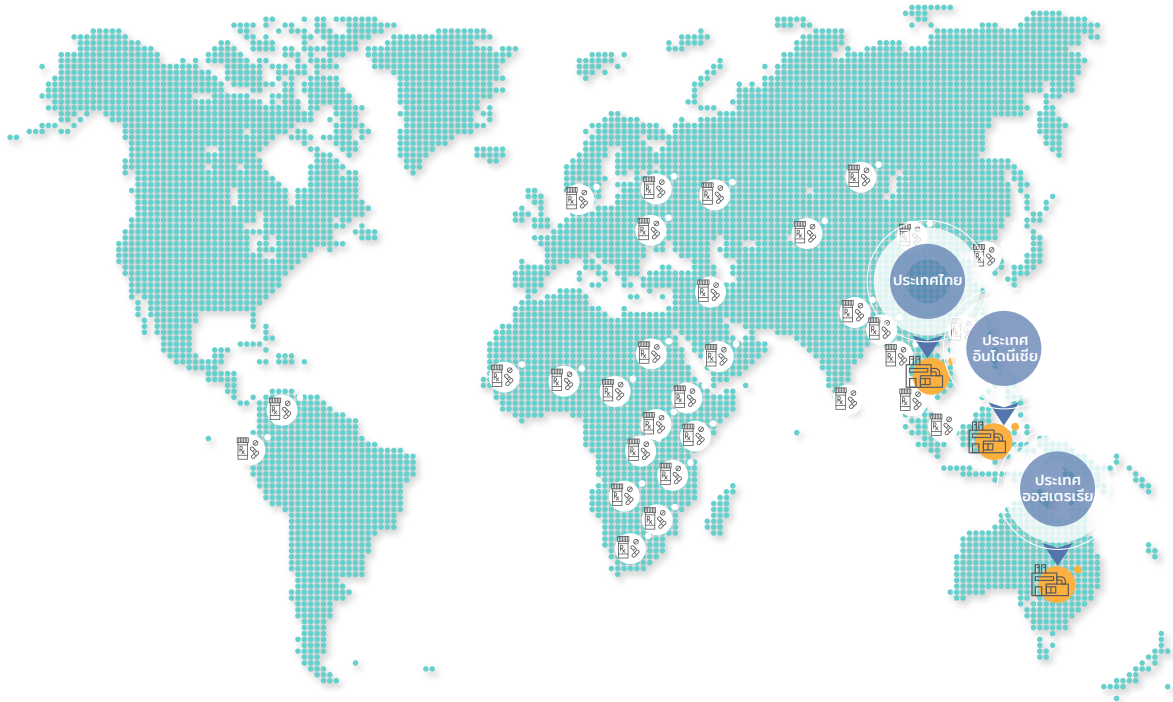 ประเทศไทย
ประเทศ
อินโดนีเซีย
ประเทศ
ออสเตรเรีย